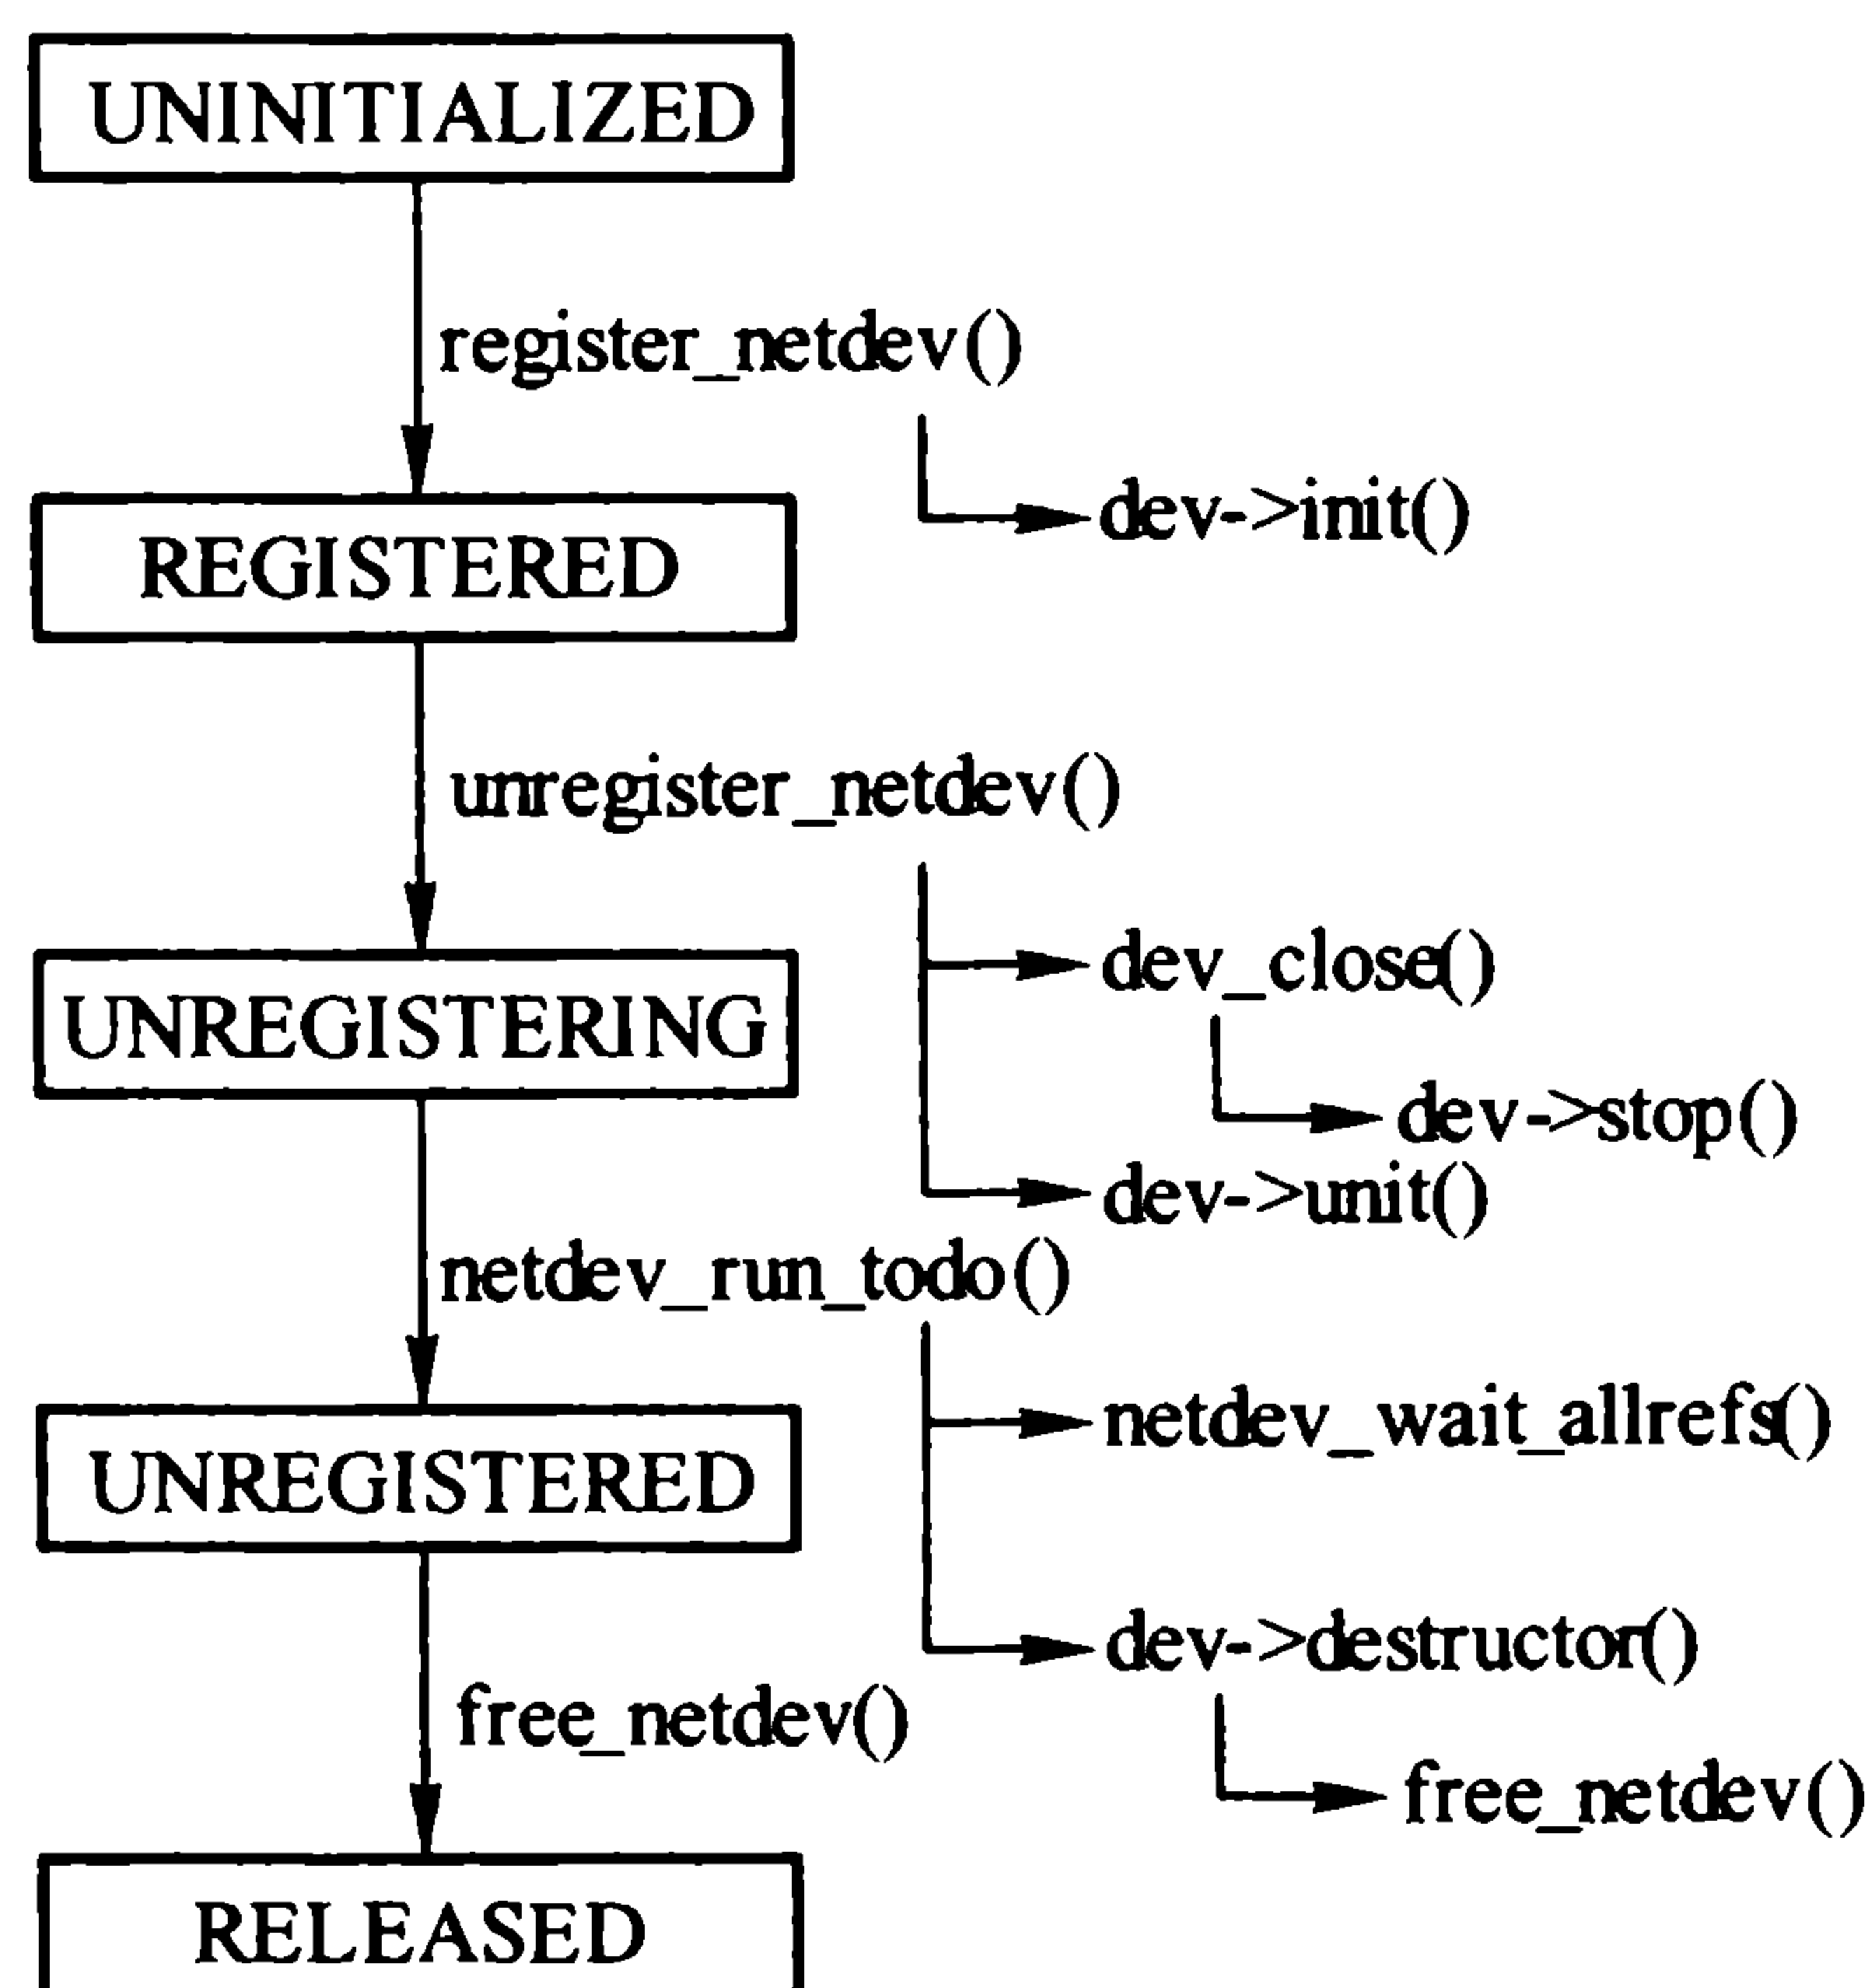 UNINITIALIZED
register_netdev()
dev->init()
REGISTERED
unregister_netdev()
dev_close()
UNREGISTERING
dev->stop()
dev->unit()
netdev_run_todo()
netdev_wait_allrefs()
UNREGISTERED
dev->destructor()
free_netdev()
free_netdev()
RELEASED